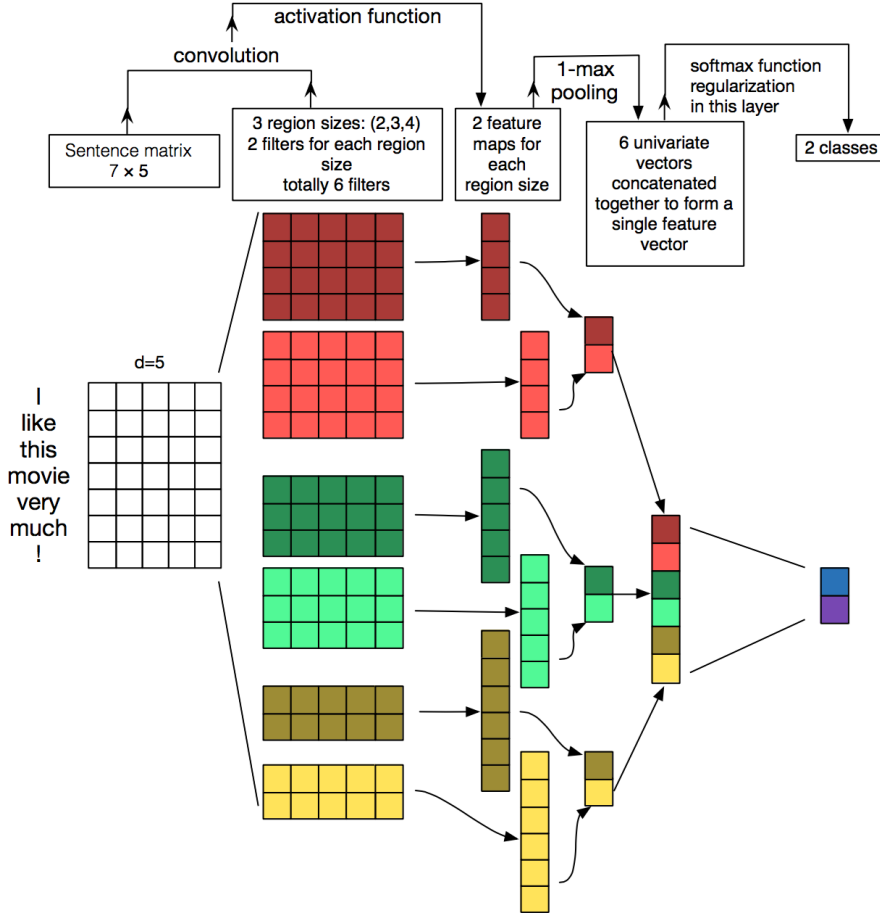 activation function
convolution
1-max
pooling
softmax function
regularization
in this layer
Sentence matrix
7 × 5
3 region sizes: (2,3,4)
2 filters for each region
size
totally 6 filters
2 feature
maps for
each
region size
6 univariate
vectors
concatenated
together to form a
single feature
vector
2 classes
d=5
I
like
this
movie
very
much
!